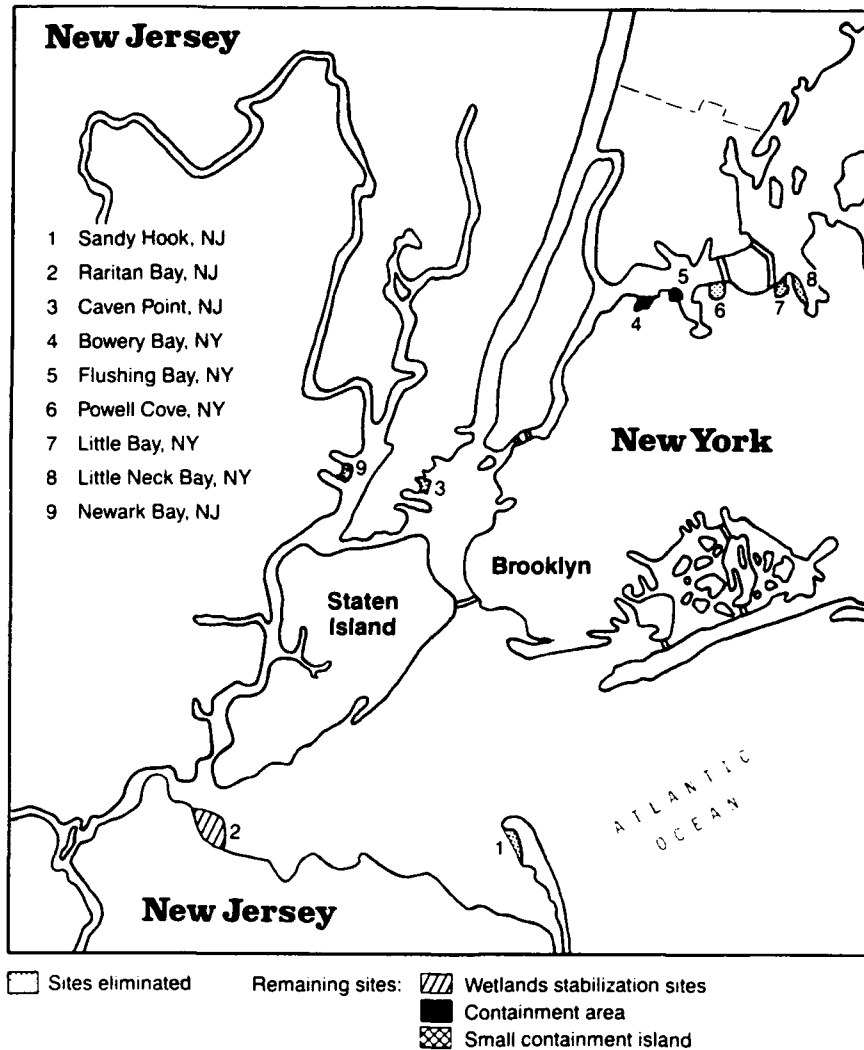 New Jersey
1 Sandy Hook, NJ
2 Raritan Bay, NJ
3 Caven Point, NJ
4 Bowery Bay, NY
5 Flushing Bay, NY
6 Powell Cove, NY
7 Little Bay, NY
8 Little Neck Bay, NY
9 Newark Bay, NJ
5
8
4
6
7
New York
9
3
Brooklyn
Staten
Island
ATLANTIC
OCEAN
2
1
New Jersey
Sites eliminated
Remaining sites:
Wetlands stabilization sites
Containment area
Small containment island